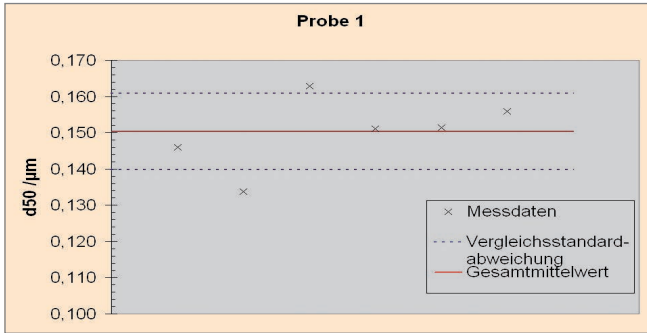 Probe 1
d50 /µm
0,170
0,160
0,150
0,140
0,130
0,120
0,110
0,100
Messdaten
Vergleichsstandard-
abweichung
Gesamtmittelwert